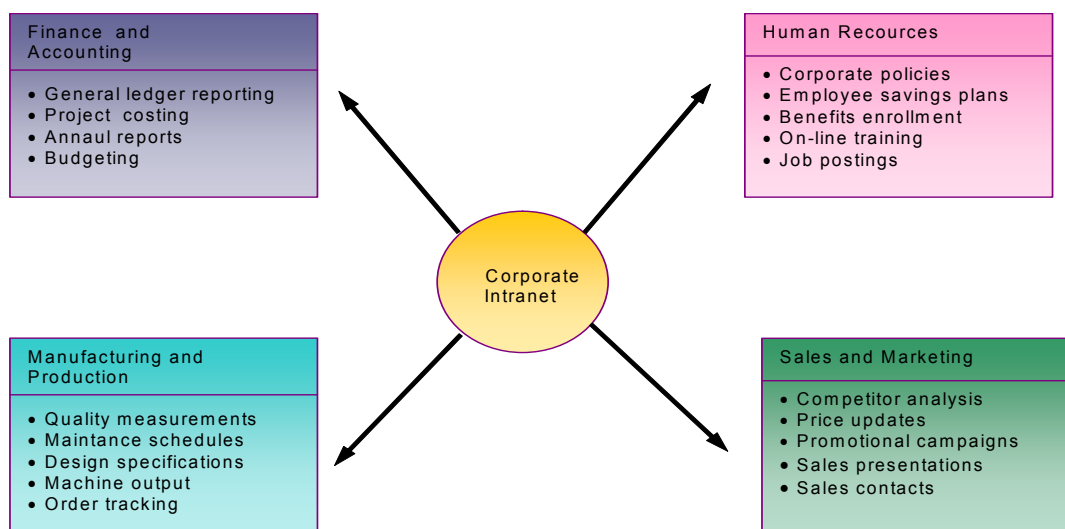 Finance and
Accounting
• General ledger reporting
• Project costing
• Annaul reports
• Budgeting
Human Recources
• Corporate policies
• Employee savings plans
• Benefits enrollment
• On-line training
• Job postings
Corporate
Intranet
Manufacturing and
Production
• Quality measurements
• Maintance schedules
• Design specifications
• Machine output
• Order tracking
Sales and Marketing
• Competitor analysis
• Price updates
• Promotional campaigns
• Sales presentations
• Sales contacts